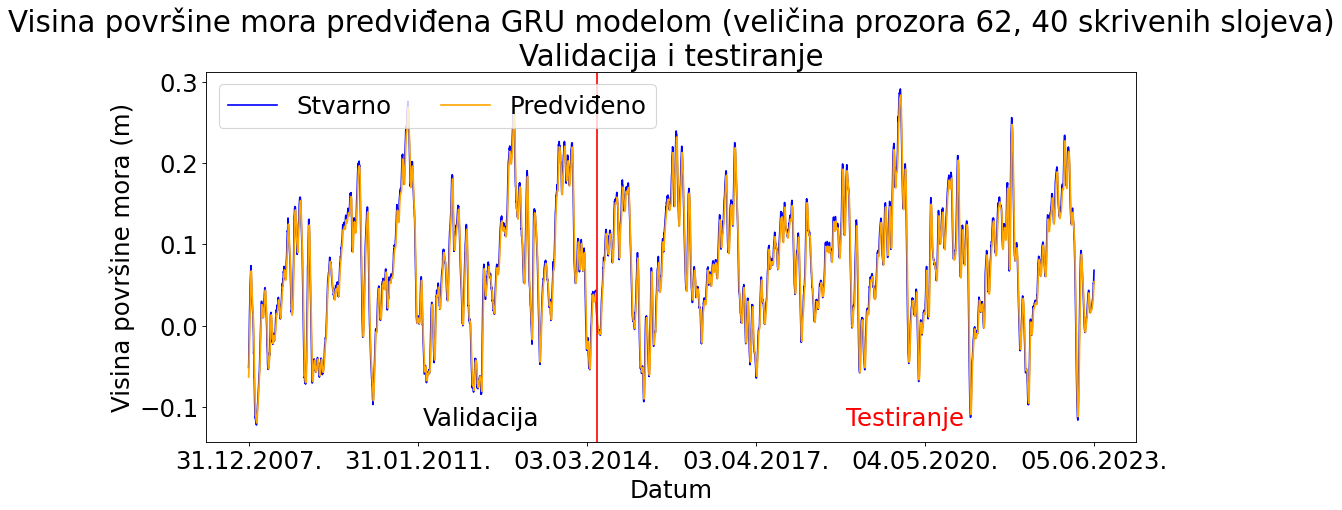 Visina površine mora predviđena GRU modelom (veličina prozora 62, 40 skrivenih slojeva)
Validacija i testiranje
Stvarno
Predviđeno
Visina površine mora (m)
0.3
0.2
0.1
0.0
−0.1
Validacija
Testiranje
31.12.2007.
31.01.2011.
03.03.2014.
03.04.2017.
04.05.2020.
05.06.2023.
Datum